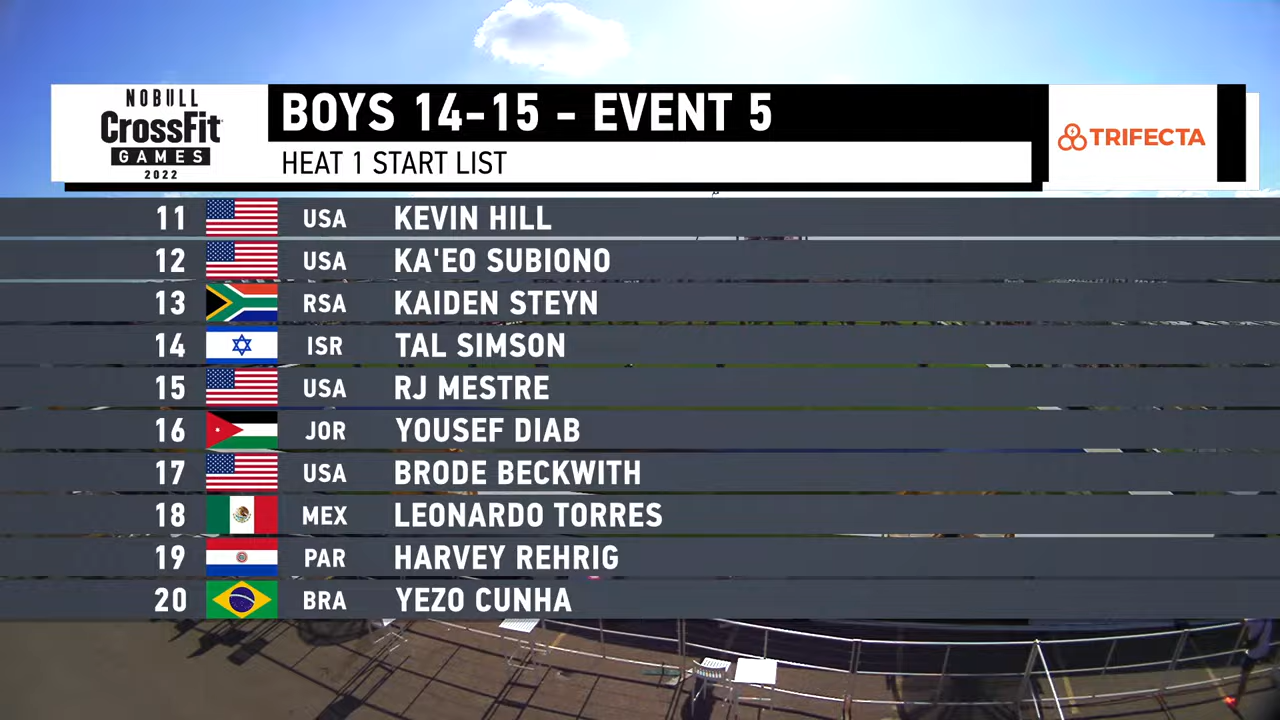 NOBULL
CrossFit
GAMES
2022
BOYS 14-15 - EVENT 5
HEAT 1 START LIST
TRIFECTA
11 USA KEVIN HILL
12 USA KA'EO SUBIONO
13 RSA KAIDEN STEYN
14 ISR TAL SIMSON
15 USA RJ MESTRE
16 JOR YOUSEF DIAB
17 USA BRODE BECKWITH
18 MEX LEONARDO TORRES
19 PAR HARVEY REHRIG
20 BRA YEZO CUNHA